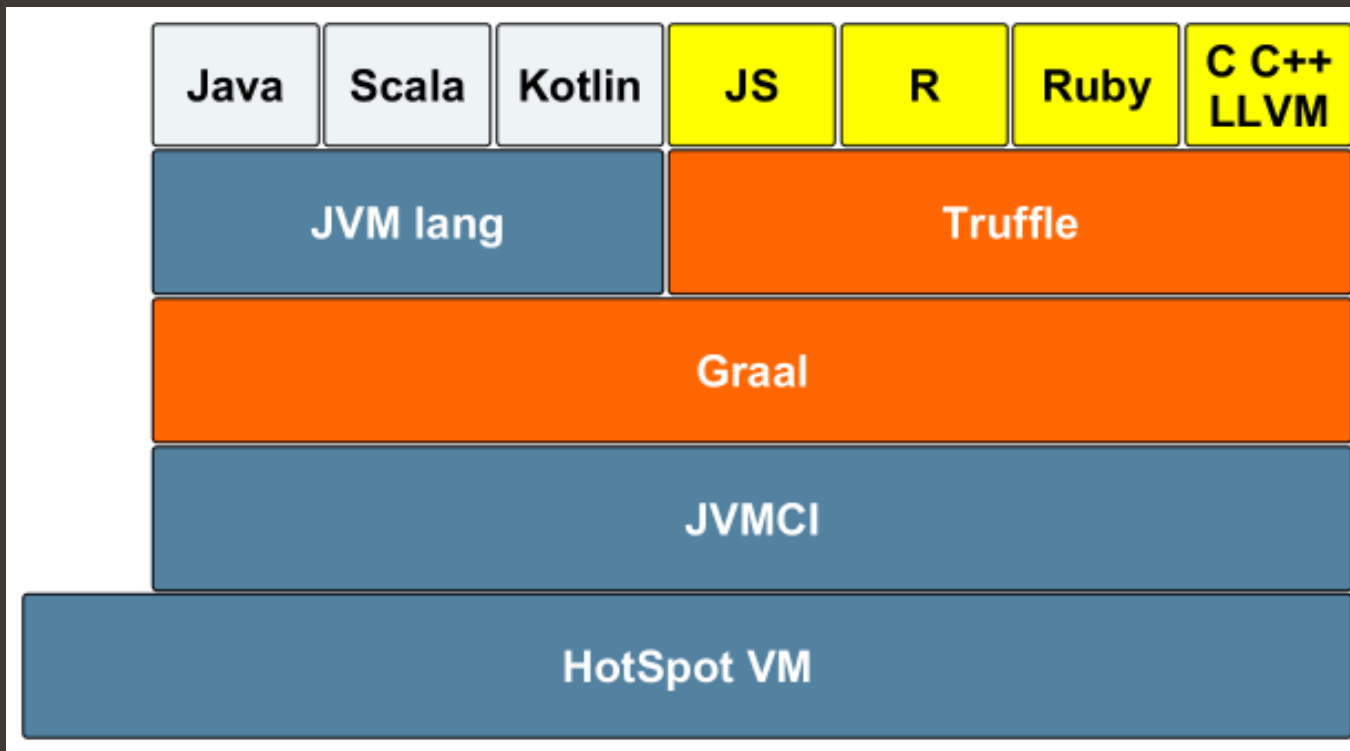 Java
Scala
Kotlin
JS
R
Ruby
C C++
LLVM
JVM lang
Truffle
Graal
JVMCI
HotSpot VM